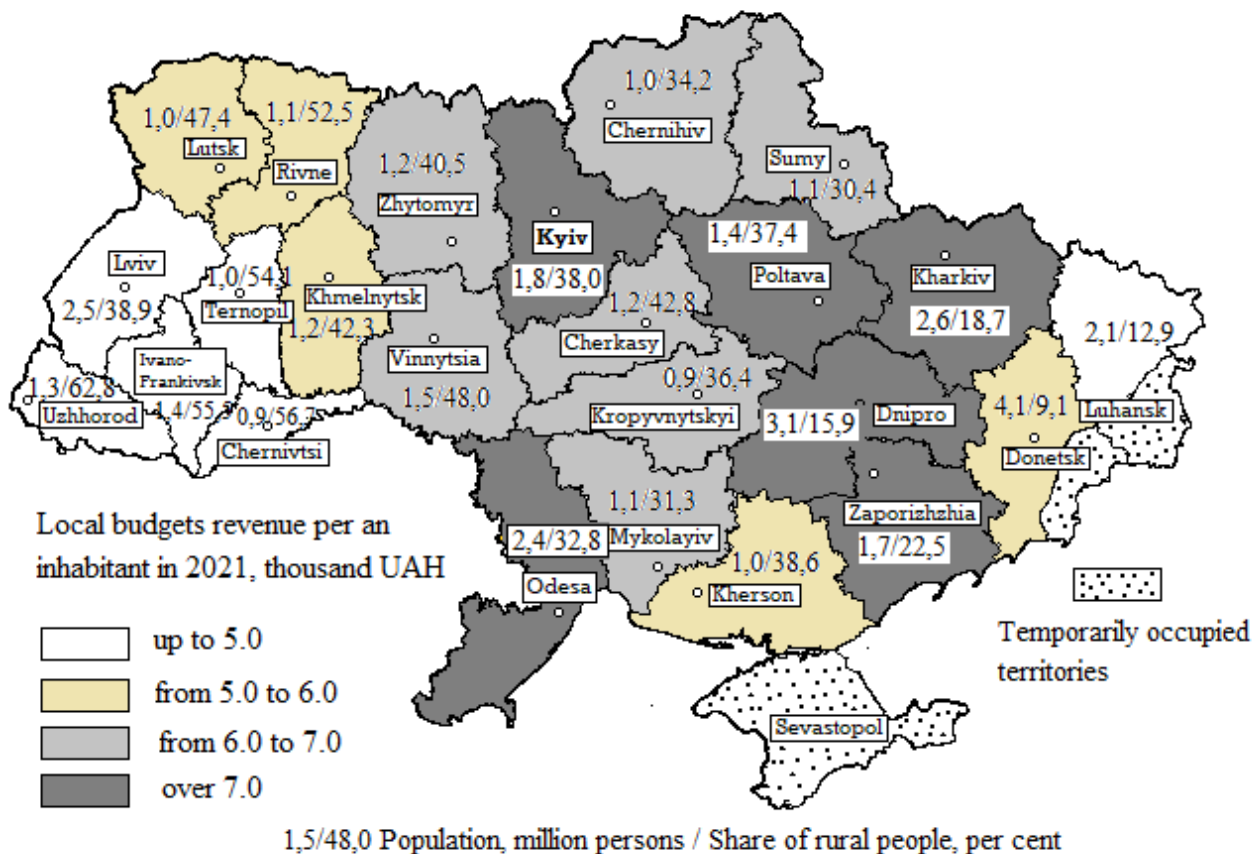 1,0/34,2
Chernihiv
1,0/47,4
Lutsk
1,1/52,5
Rivne
1,2/40,5
Zhytomyr
Sumy
1,1/30,4
Kyiv
1,8/38,0
1,4/37,4
Poltava
Kharkiv
2,6/18,7
Lviv
2,5/38,9
1,0/54,1
Ternopil
Khmelnytsk
1,2/42,3
Vinnytsia
1,5/48,0
1,2/42,8
Cherkasy
0,9/36,4
Kropyvnytskyi
2,1/12,9
Luhansk
4,1/9,1
Donetsk
3,1/15,9
Dnipro
1,3/62,8
Uzhhorod
Ivano-
Frankivsk
1,4/55,
0,9/56,7
Chernivtsi
1,1/31,3
Mykolayiv
2,4/32,8
Odesa
Zaporizhzhia
1,7/22,5
1,0/38,6
Kherson
Sevastopol
Local budgets revenue per an
inhabitant in 2021, thousand UAH
up to 5.0
from 5.0 to 6.0
from 6.0 to 7.0
over 7.0
Temporarily occupied
territories
1,5/48,0 Population, million persons / Share of rural people, per cent